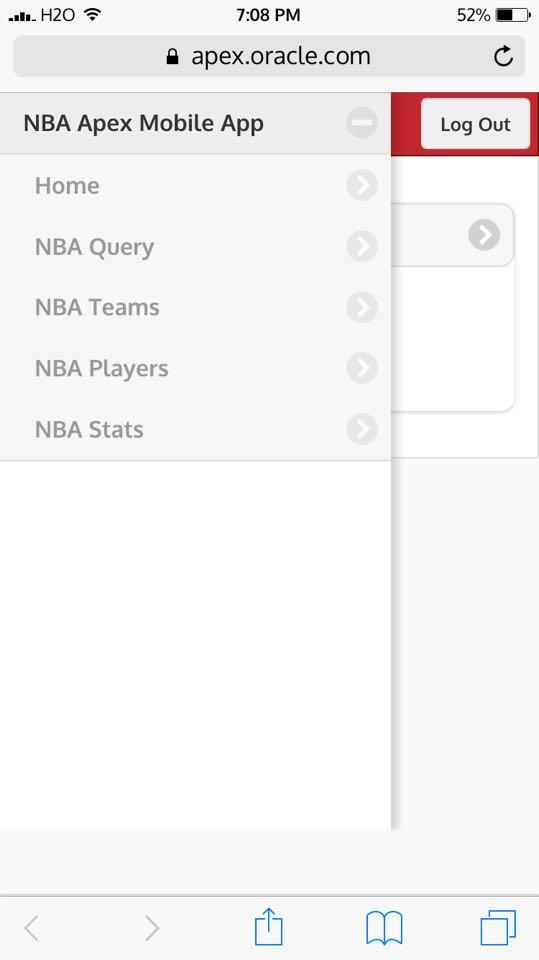 H2O 7:08 PM 52%
apex.oracle.com
NBA Apex Mobile App
Log Out
Home
NBA Query
NBA Teams
NBA Players
NBA Stats